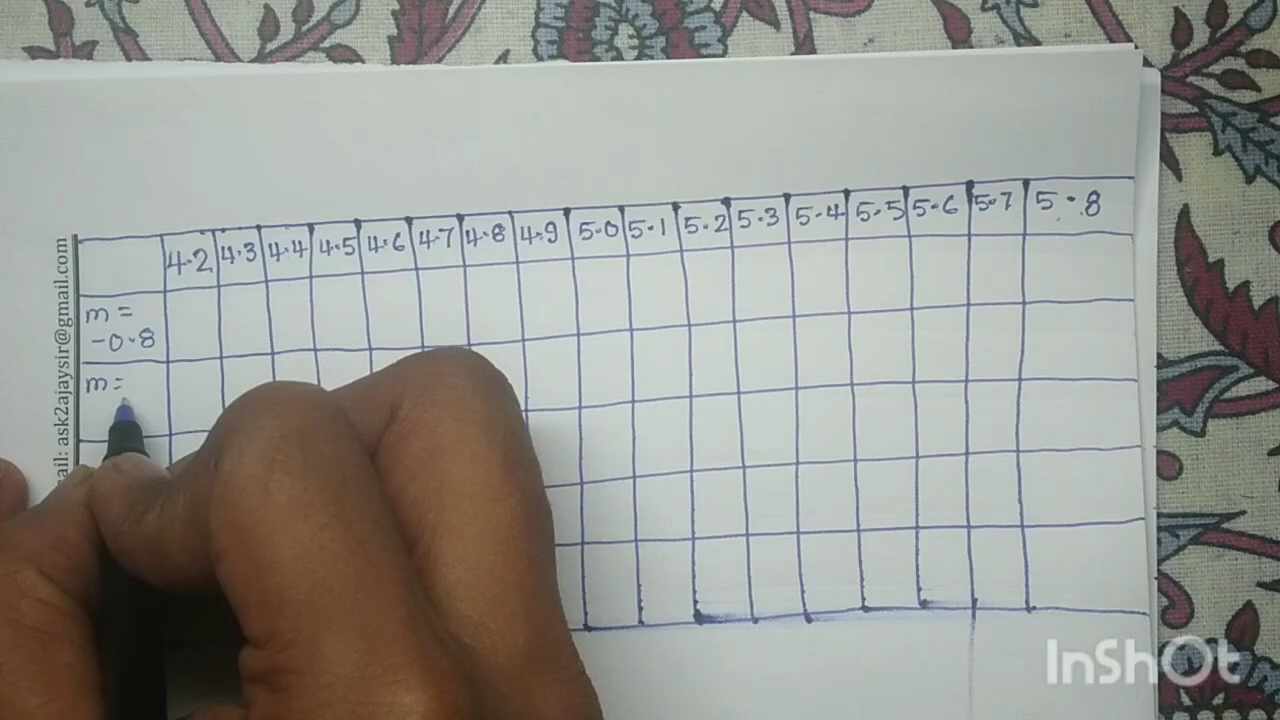 4.2 4.3 4.4 4.5 4.6 4.7 4.8 4.9 5.0 5.1 5.2 5.3 5.4 5.5 5.6 5.7 5.8
m =
-0.8
m =
ail: ask2ajaysir@gmail.com
InShOt